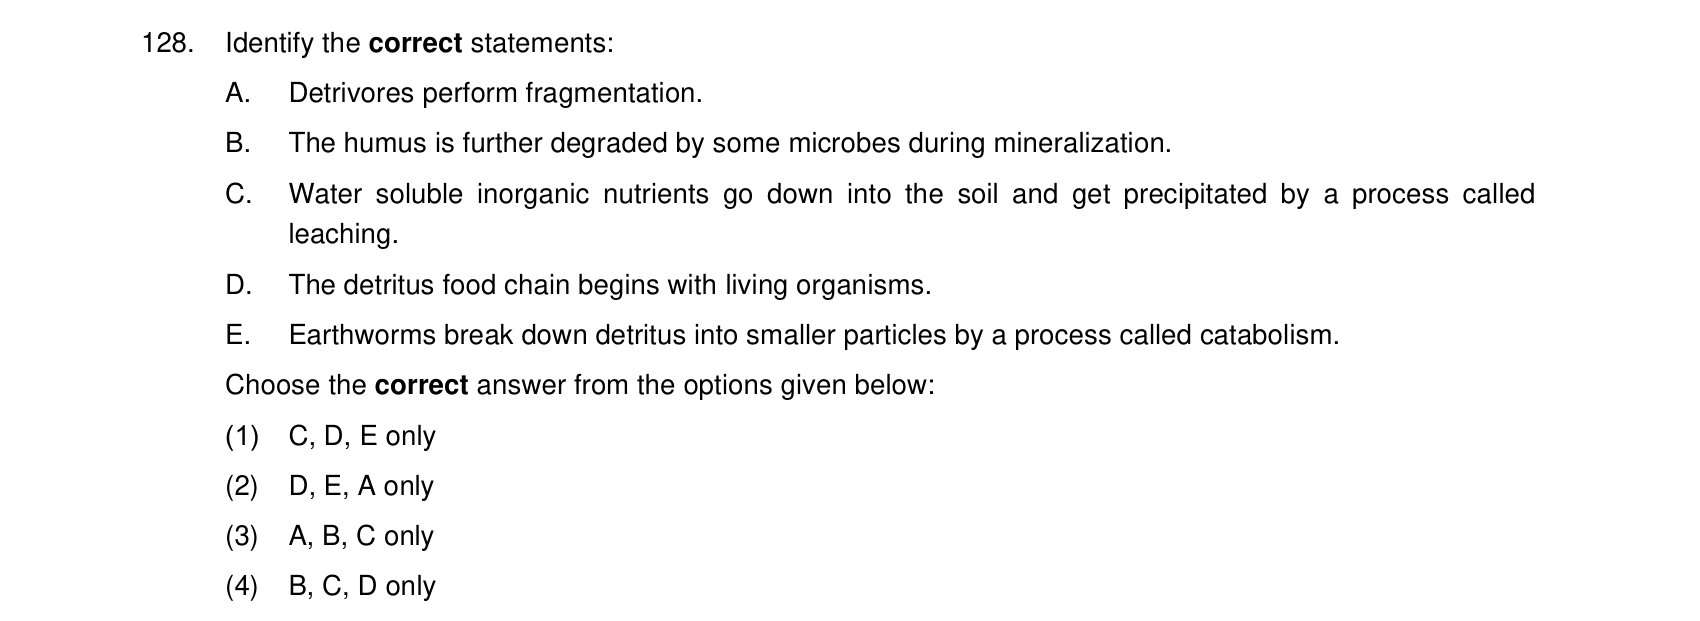 128. Identify the correct statements:
A. Detrivores perform fragmentation.
B. The humus is further degraded by some microbes during mineralization.
C. Water soluble inorganic nutrients go down into the soil and get precipitated by a process called
leaching.
D. The detritus food chain begins with living organisms.
E. Earthworms break down detritus into smaller particles by a process called catabolism.
Choose the correct answer from the options given below:
(1) C, D, E only
(2) D, E, A only
(3) A, B, C only
(4) B, C, D only